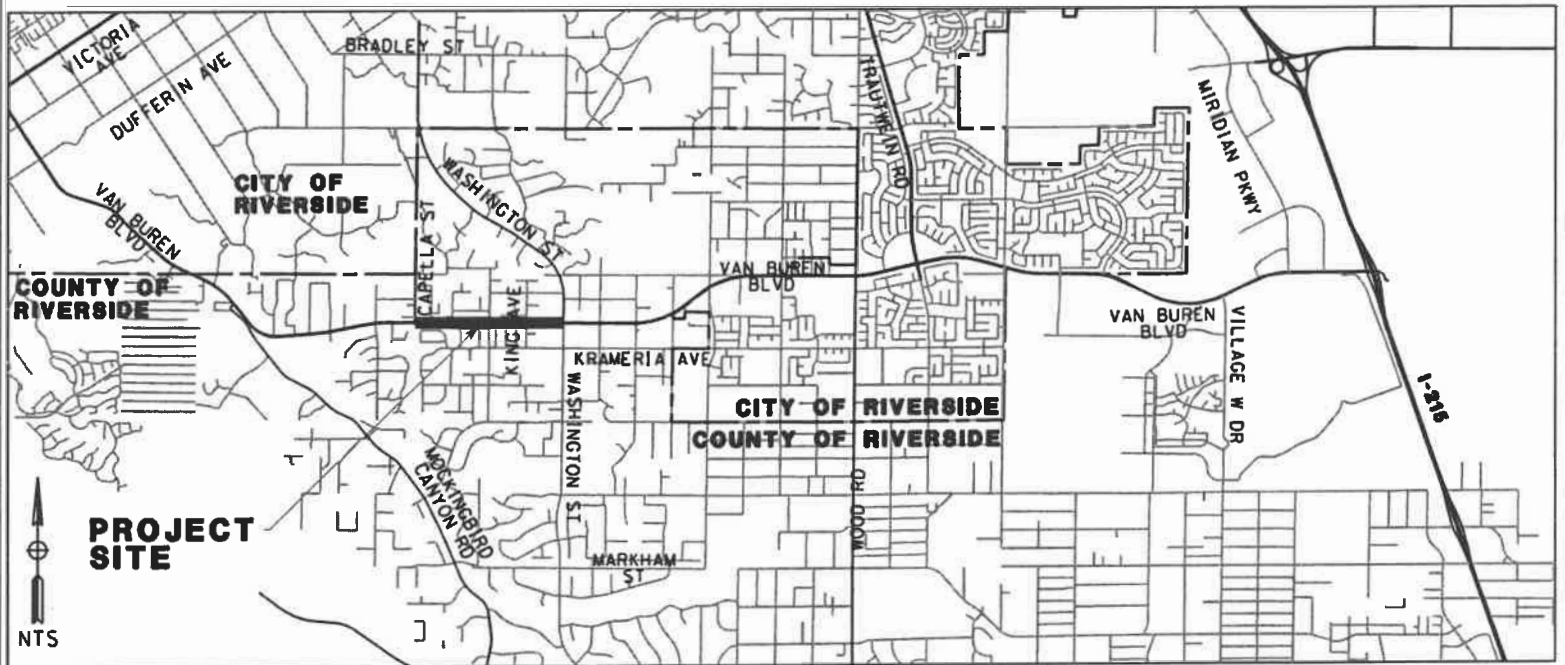 VICTORIA
AVE
BRADLEY ST
DUFFERIN AVE
TRAUTWEIN RD
MIRIDIAN PKWY
CITY OF
RIVERSIDE
WASHINGTON ST
CAPELLA ST
VAN BUREN
BLVD
COUNTY OF
RIVERSIDE
KING AVE
VAN BUREN
BLVD
VAN BUREN
BLVD
VILLAGE W DR
KRAMERIA AVE
WASHINGTON ST
CITY OF RIVERSIDE
COUNTY OF RIVERSIDE
I-215
MOCKINGBIRD
CANYON RD
WOOD RD
PROJECT
SITE
MARKHAM
ST
NTS